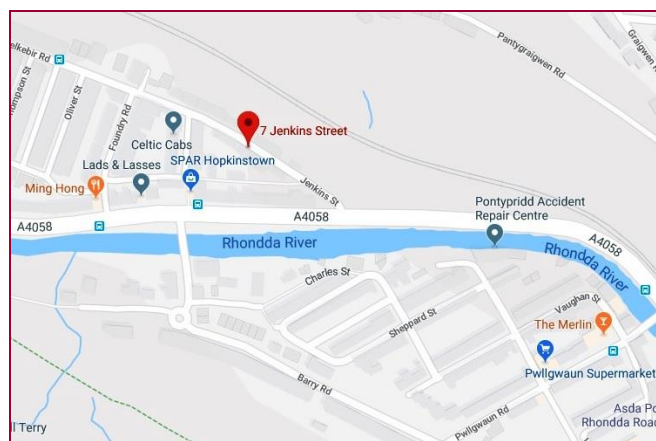 elkebir Rd
Thompson St
Oliver St
Foundry Rd
Pantygraigwen Rd
Graigwen Rd
7 Jenkins Street
Celtic Cabs
Lads & Lasses
SPAR Hopkinstown
Ming Hong
Jenkins St
Pontypridd Accident
Repair Centre
A4058
A4058
A4058
Rhondda River
Rhondda River
Charles St
Sheppard St
Vaughan St
The Merlin
Pwllgwaun Supermarket
Barry Rd
Pwllgwaun Rd
ll Terry
Asda Po
Rhondda Road